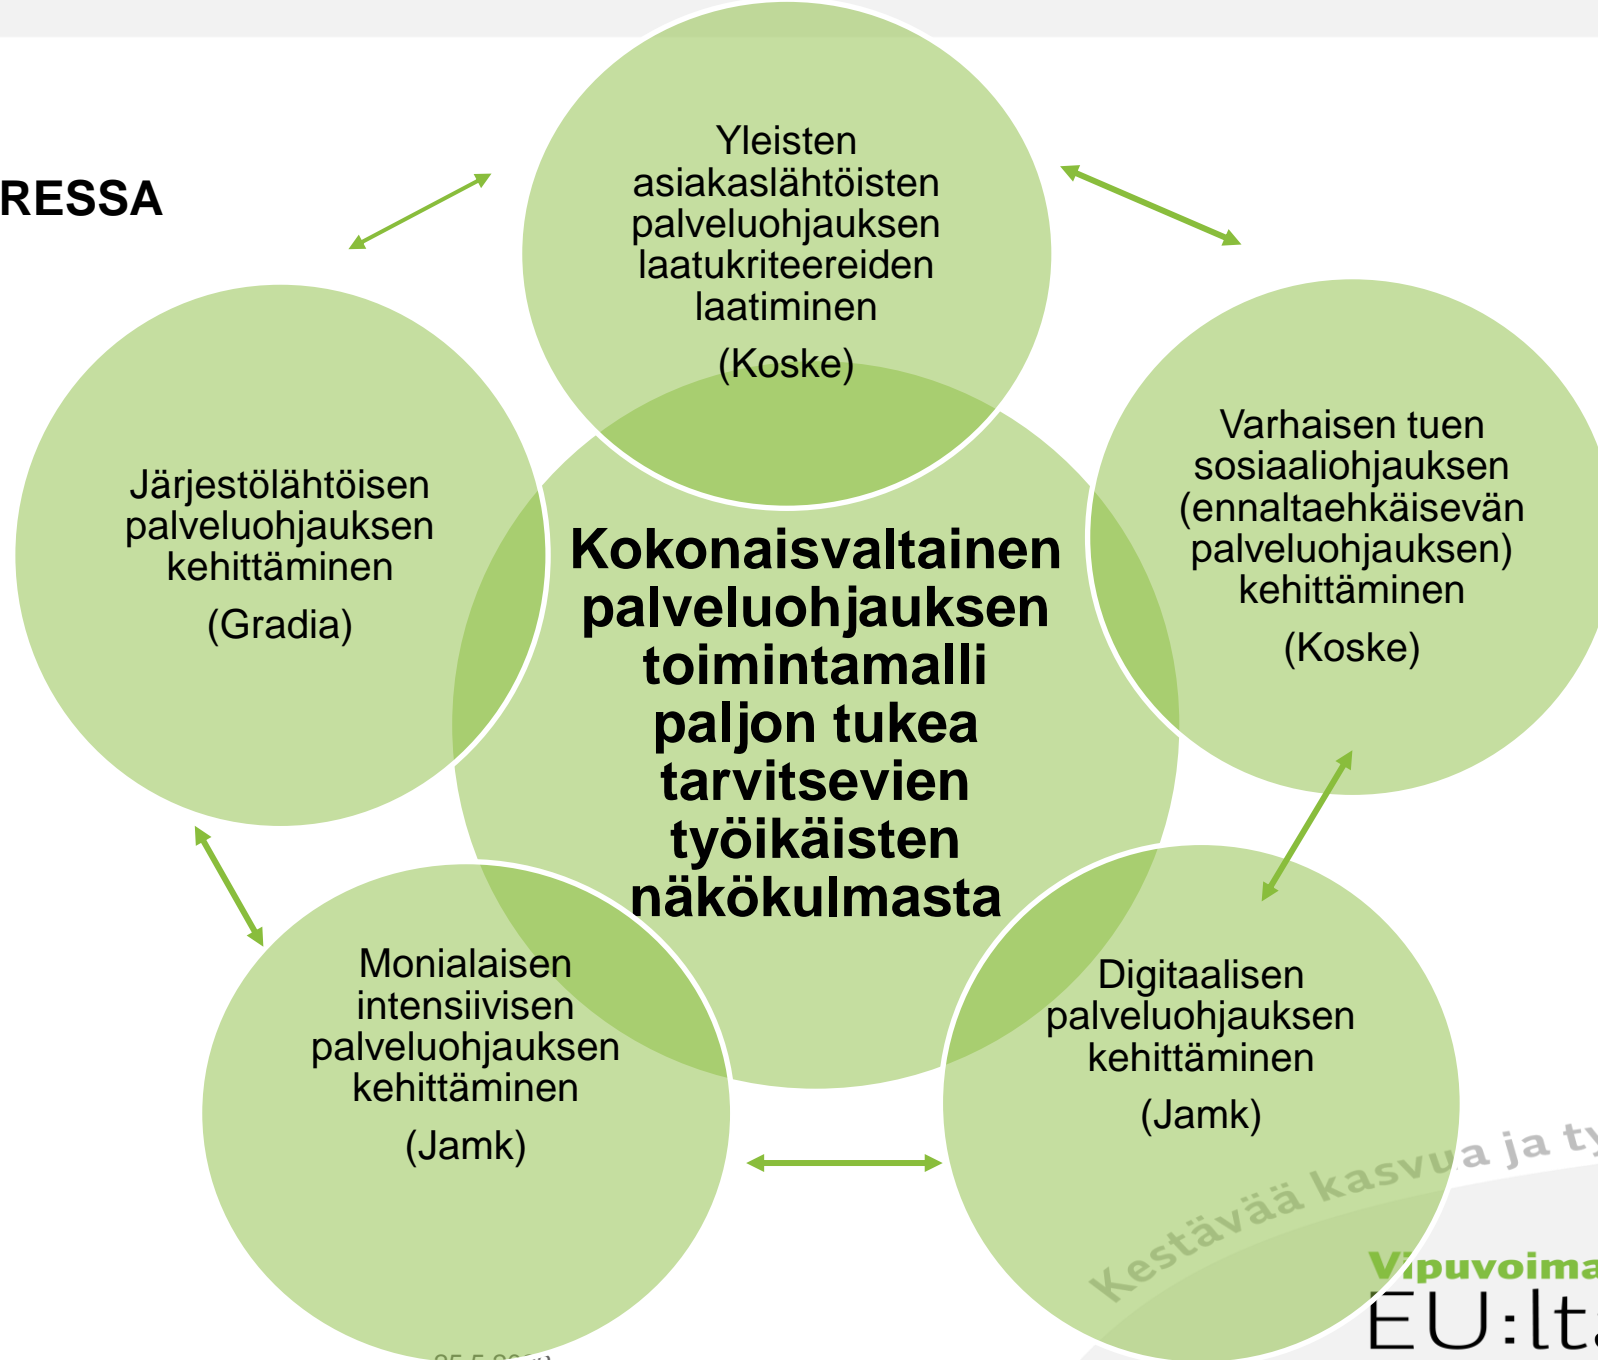 RESSA
Yleisten
asiakaslähtöisten
palveluohjauksen
laatukriteereiden
laatiminen
(Koske)
Järjestölähtöisen
palveluohjauksen
kehittäminen
(Gradia)
Varhaisen tuen
sosiaaliohjauksen
(ennaltaehkäisevän
palveluohjauksen)
kehittäminen
(Koske)
Kokonaisvaltainen
palveluohjauksen
toimintamalli
paljon tukea
tarvitsevien
työikäisten
näkökulmasta
Monialaisen
intensiivisen
palveluohjauksen
kehittäminen
(Jamk)
Digitaalisen
palveluohjauksen
kehittäminen
(Jamk)
Kestävää kasvua ja ty
Vipuvoima
EU:lta